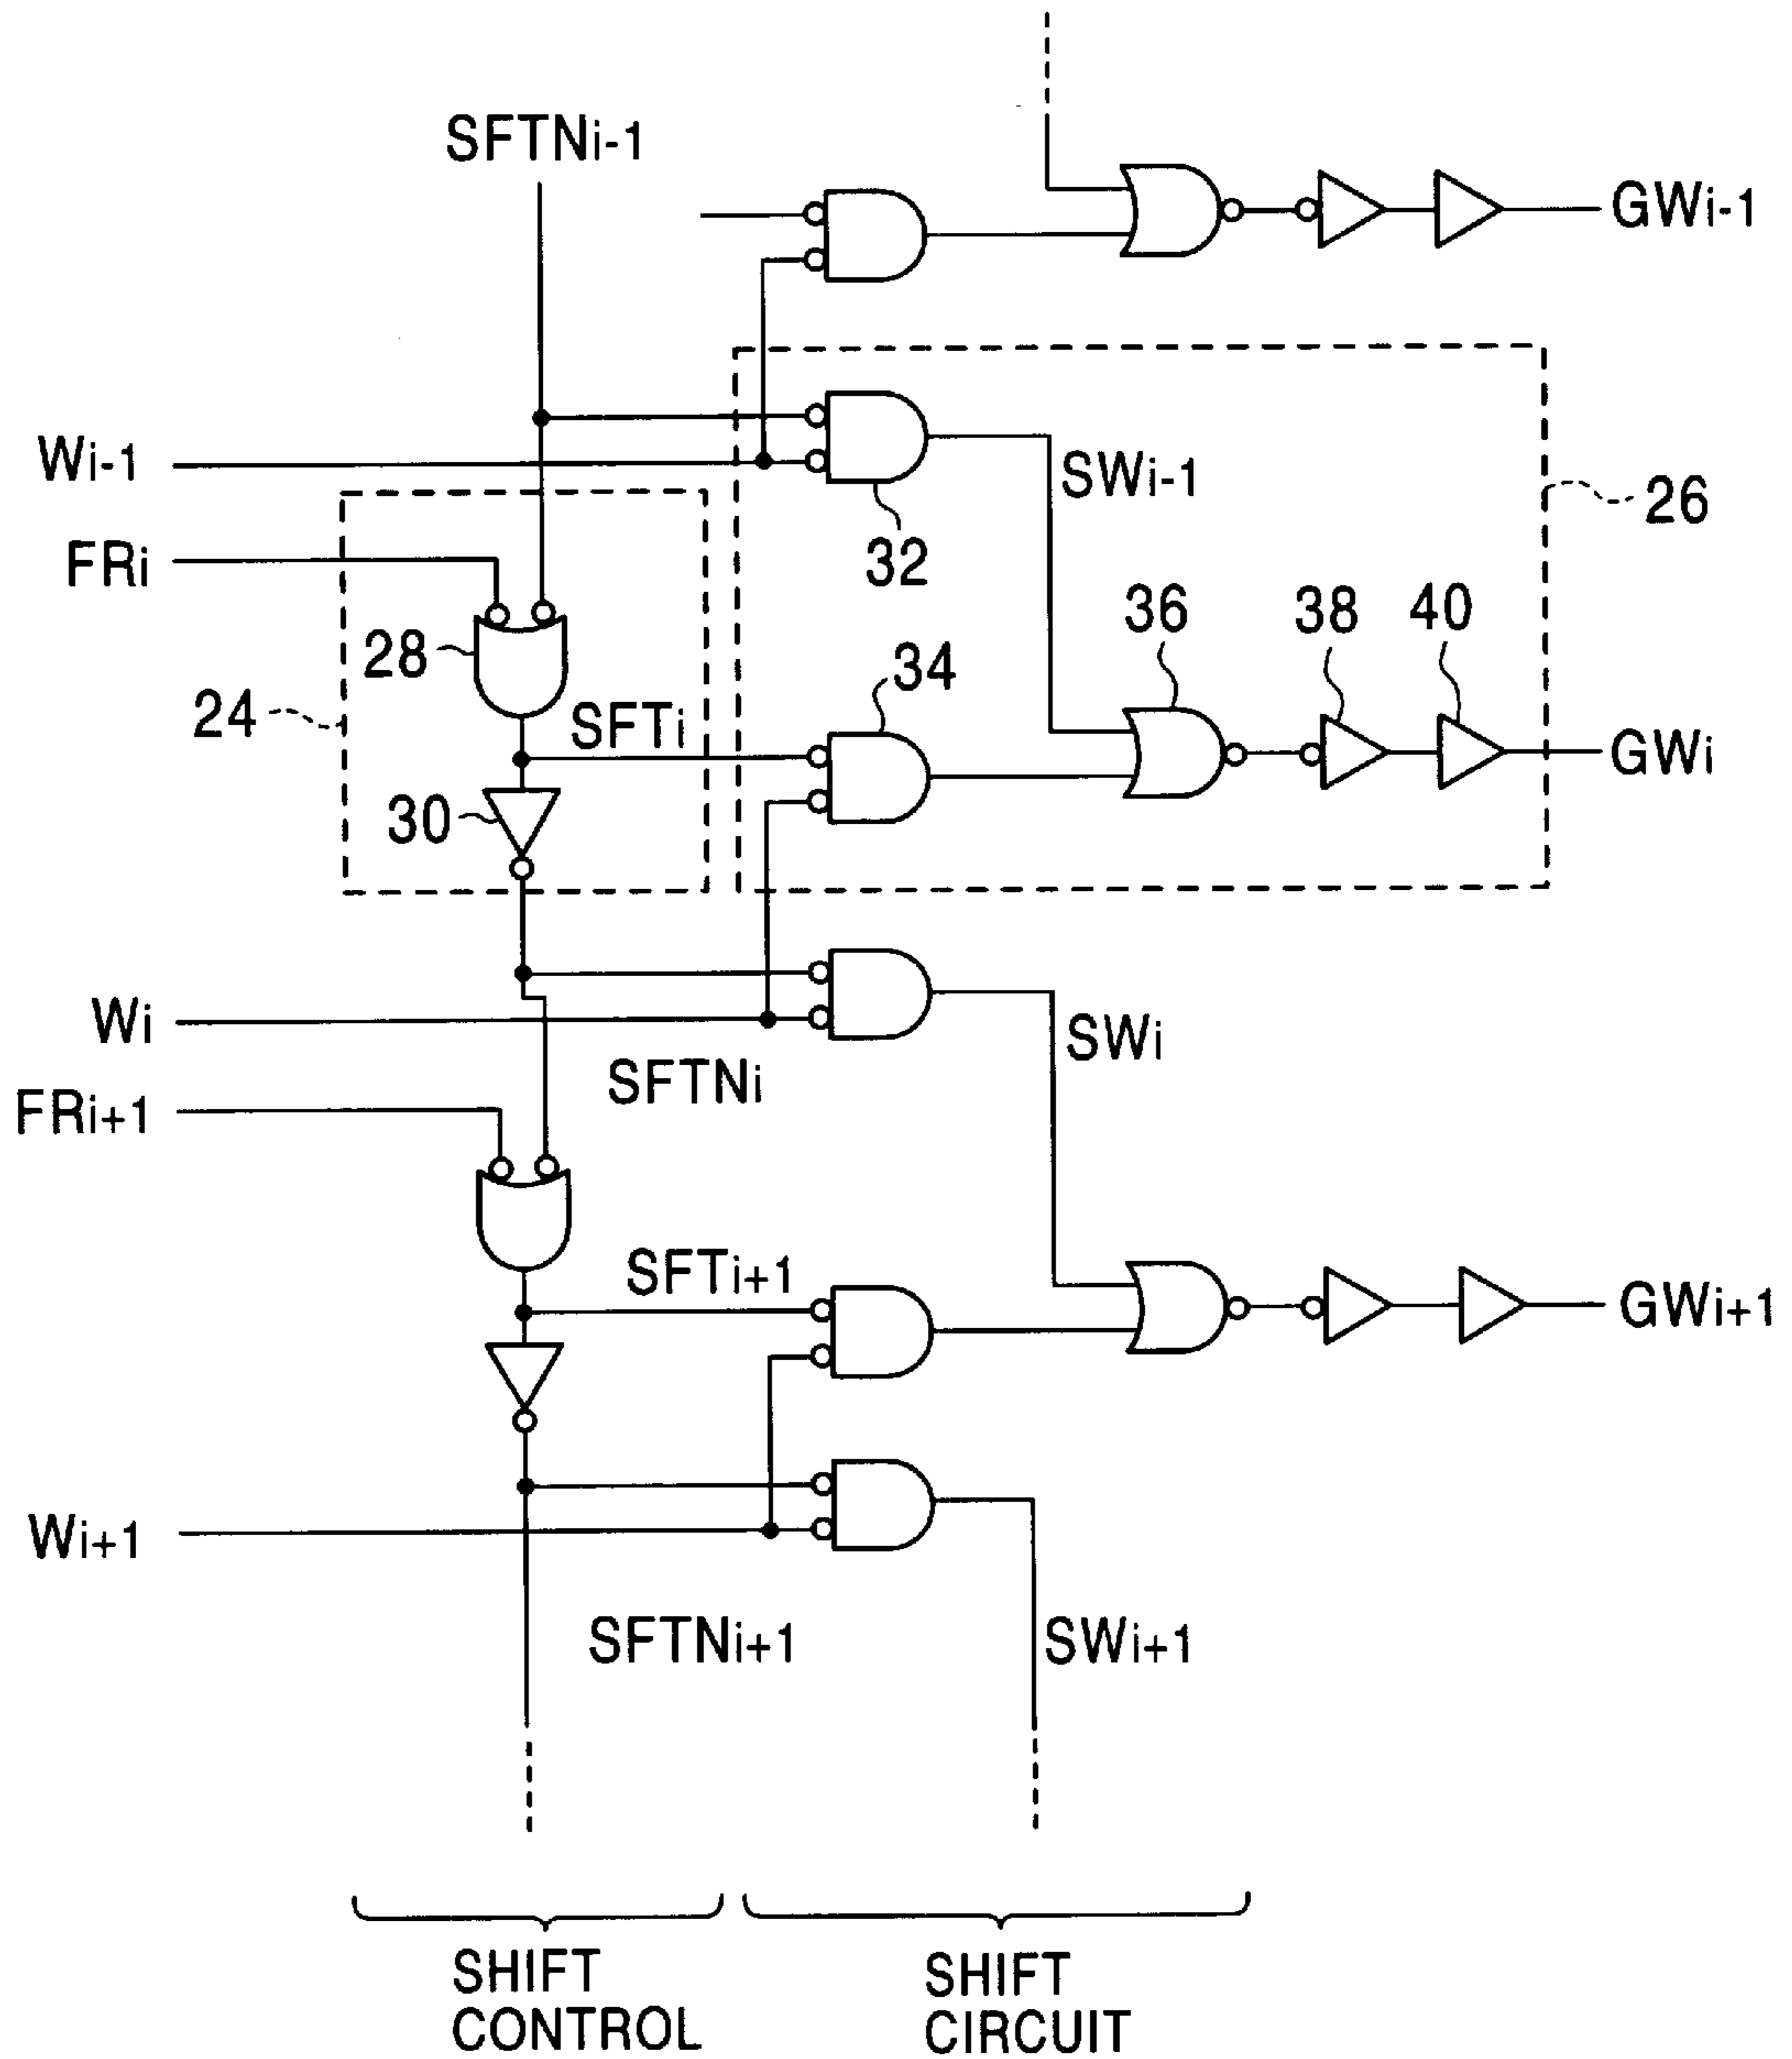 SFTNi-1
GWi-1
Wi-1
SWi-1
26
FRi
32
28
36
38
40
34
24
SFTi
GWi
30
Wi
SWi
SFTNi
FRi+1
SFTi+1
GWi+1
Wi+1
SFTNi+1
SWi+1
SHIFT
CONTROL
SHIFT
CIRCUIT